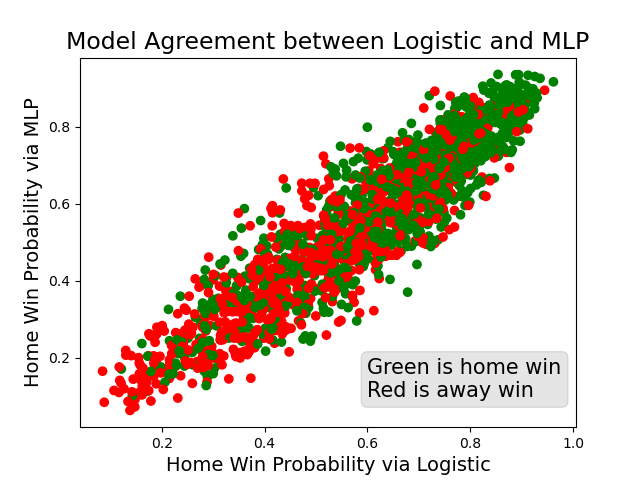 Model Agreement between Logistic and MLP
Home Win Probability via MLP
0.8
0.6
0.4
0.2
Green is home win
Red is away win
0.2 0.4 0.6 0.8 1.0
Home Win Probability via Logistic